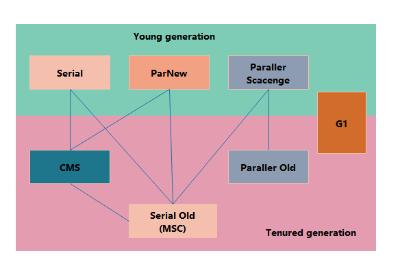 Young generation
Serial
ParNew
Paraller
Scacenge
G1
CMS
Paraller Old
Serial Old
(MSC)
Tenured generation